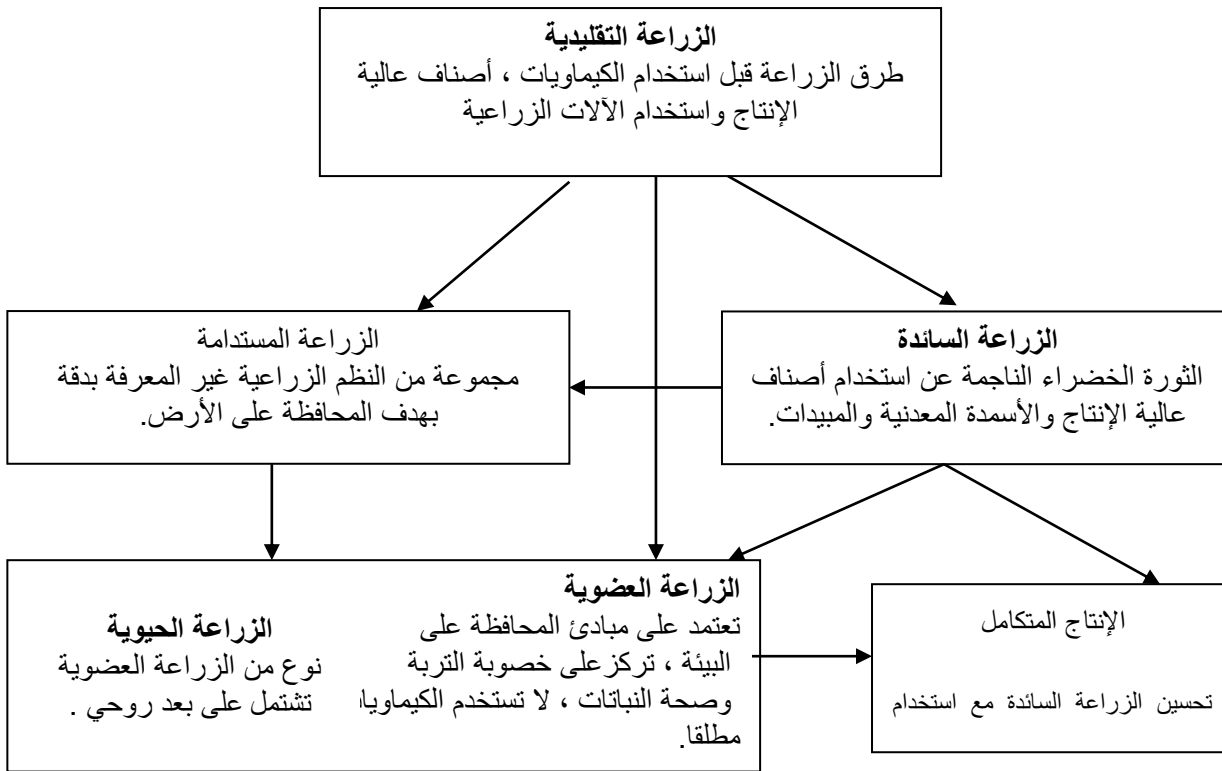 الزراعة التقليدية
طرق الزراعة قبل استخدام الكيماويات ، أصناف عالية
الإنتاج واستخدام الآلات الزراعية
الزراعة السائدة
الثورة الخضراء الناجمة عن استخدام أصناف
عالية الإنتاج والأسمدة المعدنية والمبيدات.
الزراعة المستدامة
مجموعة من النظم الزراعية غير المعرفة بدقة
بهدف المحافظة على الأرض.
الزراعة العضوية
تعتمد على مبادئ المحافظة على
البيئة ، تركز على خصوبة التربة
وصحة النباتات ، لا تستخدم الكيماويا
مطلقا.
الزراعة الحيوية
نوع من الزراعة العضوية
تشتمل على بعد روحي .
الإنتاج المتكامل
تحسين الزراعة السائدة مع استخدام